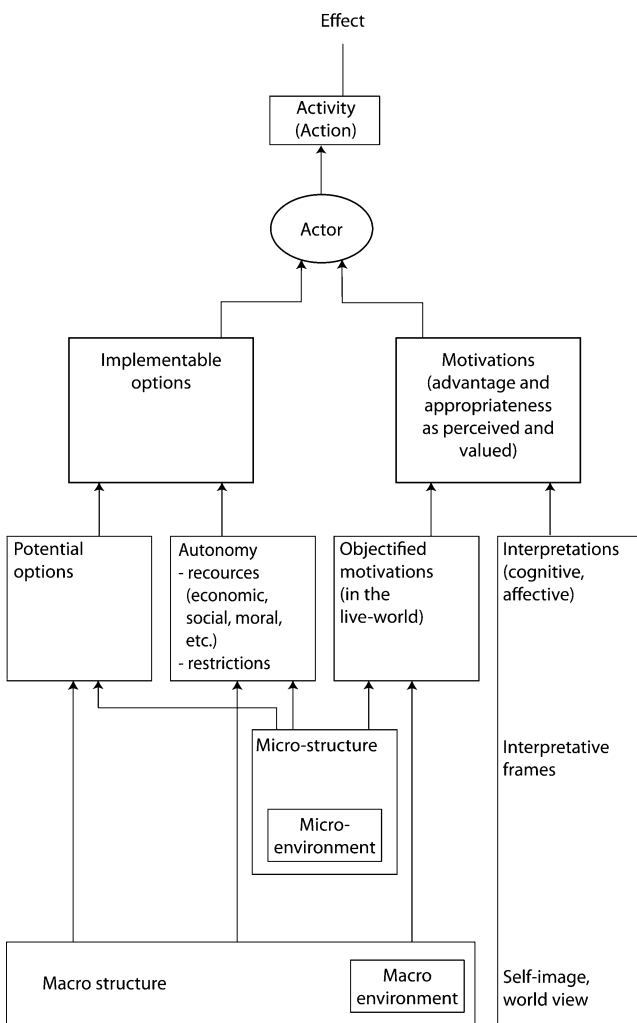 Effect
Activity
(Action)
Actor
Implementable
options
Motivations
(advantage and
appropriateness
as perceived and
valued)
Potential
options
Autonomy
- recources
(economic,
social, moral,
etc.)
- restrictions
Objectified
motivations
(in the
live-world)
Interpretations
(cognitive,
affective)
Micro-structure
Interpretative
frames
Micro-
environment
Macro structure
Macro
environment
Self-image,
world view